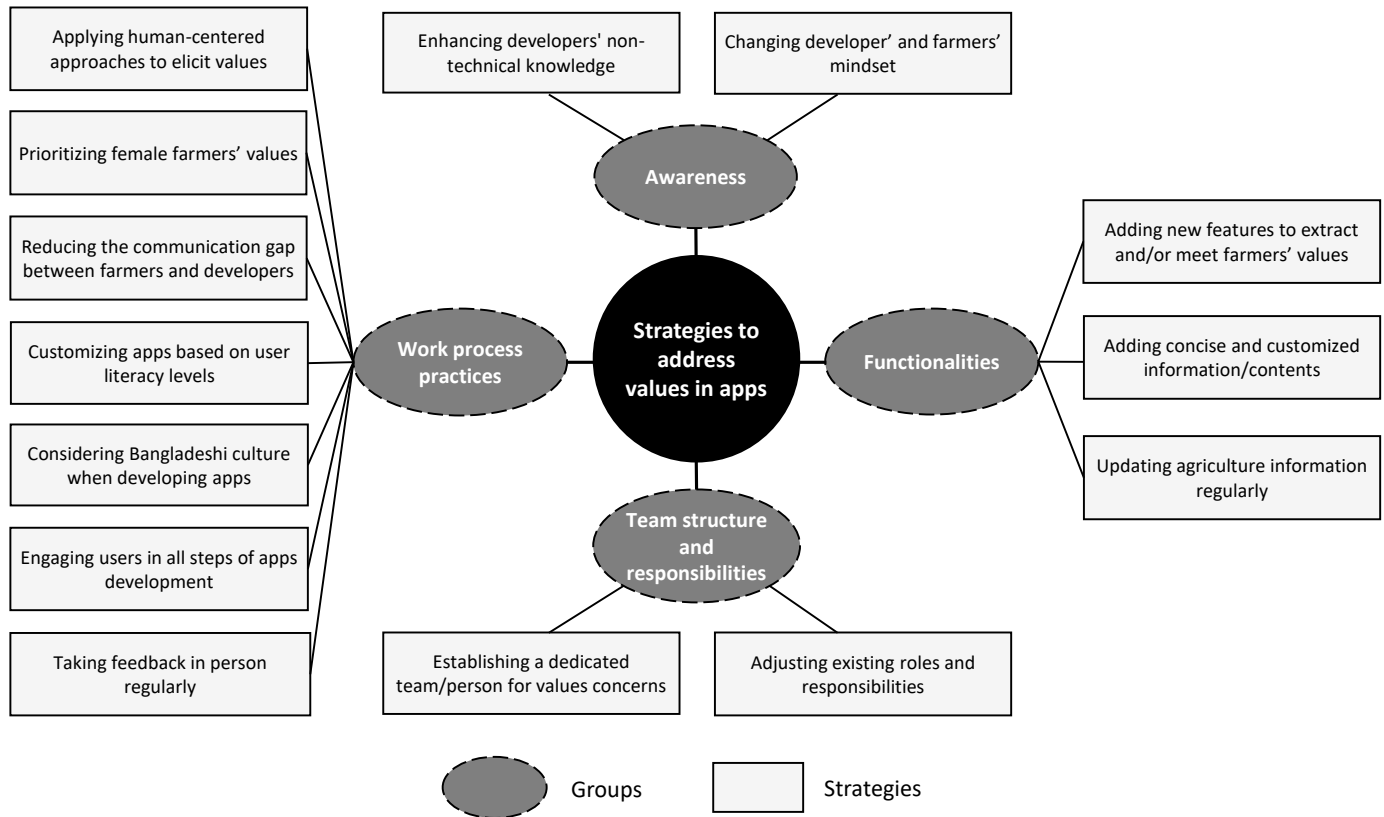 Applying human-centered
approaches to elicit values
Prioritizing female farmers’ values
Reducing the communication gap
between farmers and developers
Customizing apps based on user
literacy levels
Considering Bangladeshi culture
when developing apps
Engaging users in all steps of apps
development
Taking feedback in person
regularly
Work process
practices
Enhancing developers' non-
technical knowledge
Changing developer’ and farmers’
mindset
Awareness
Strategies to
address
values in apps
Team structure
and
responsibilities
Establishing a dedicated
team/person for values concerns
Adjusting existing roles and
responsibilities
Functionalities
Adding new features to extract
and/or meet farmers’ values
Adding concise and customized
information/contents
Updating agriculture information
regularly
Groups
Strategies